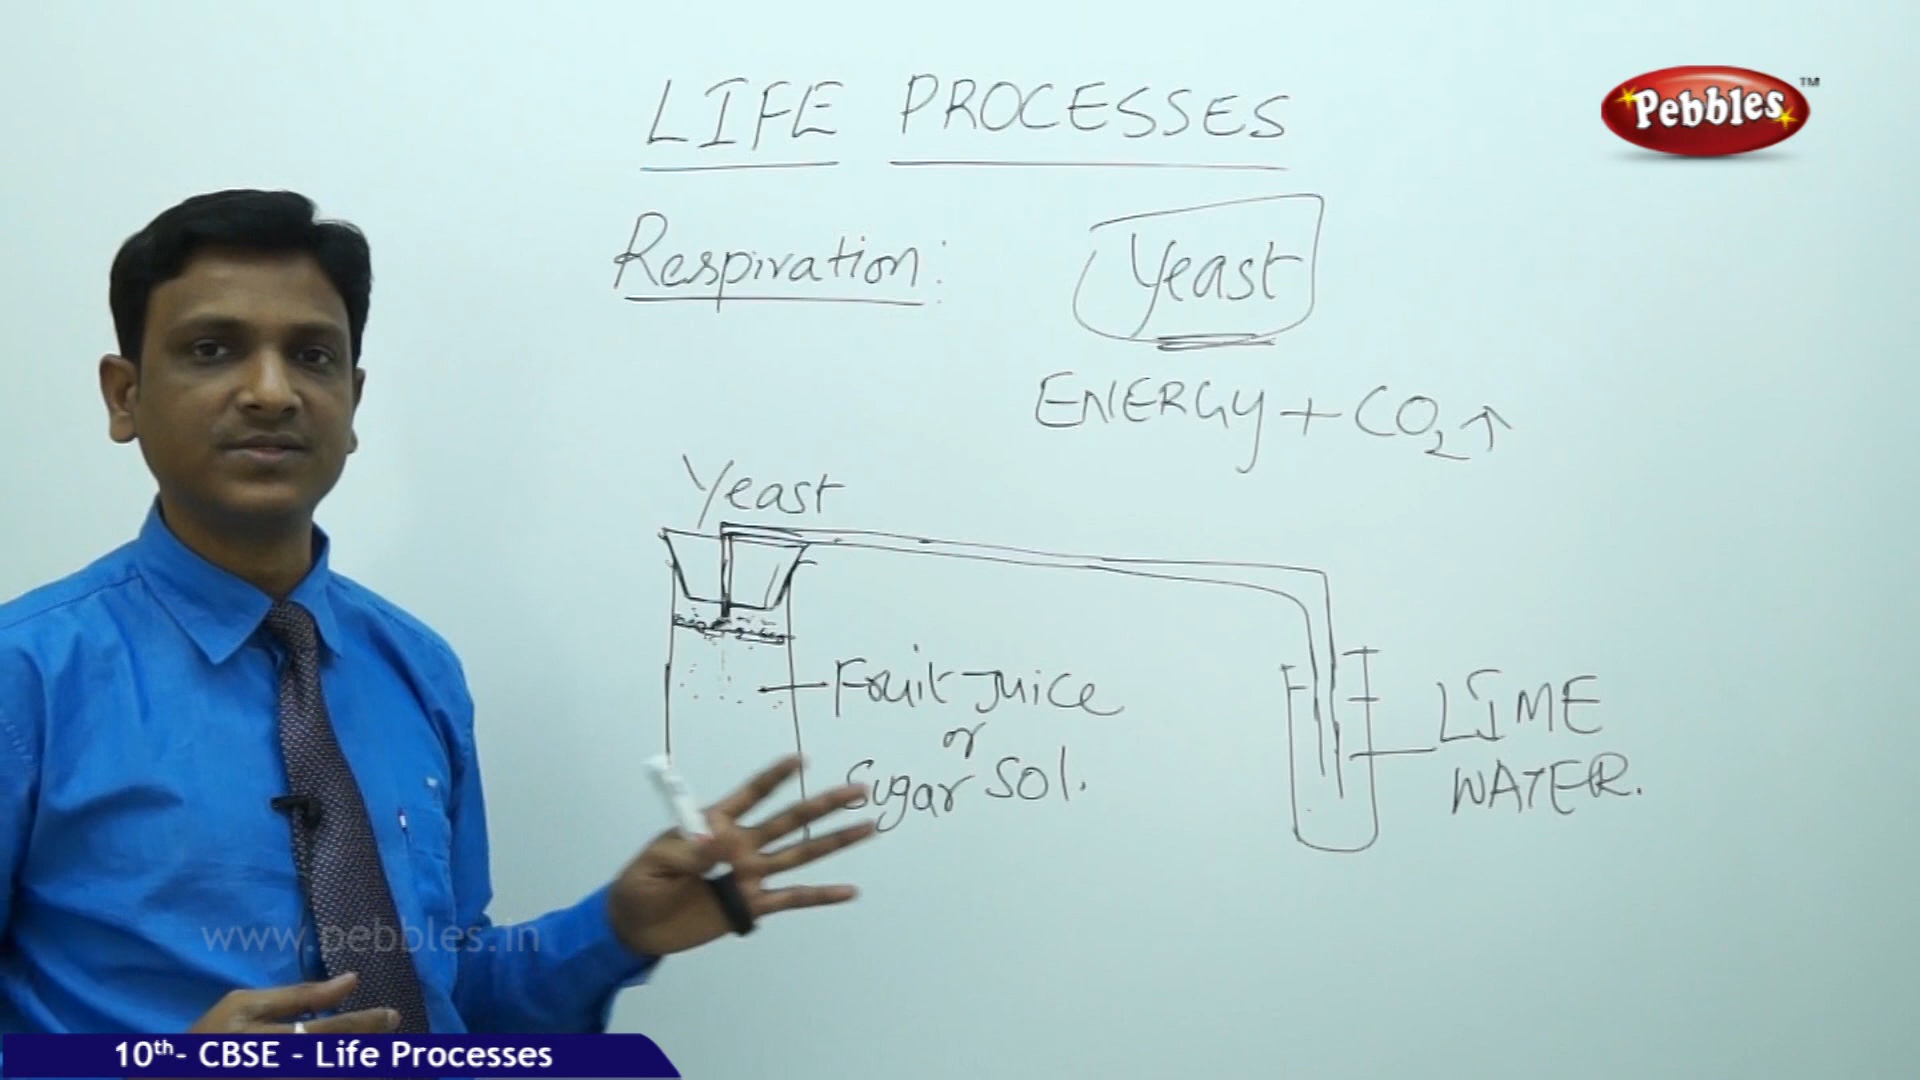 LIFE PROCESSES
Pebbles™
Respiration:
Yeast
ENERGY + CO₂↑
Yeast
Fruit Juice
or
Sugar Sol.
LIME
WATER.
www.pebbles.in
10th- CBSE - Life Processes